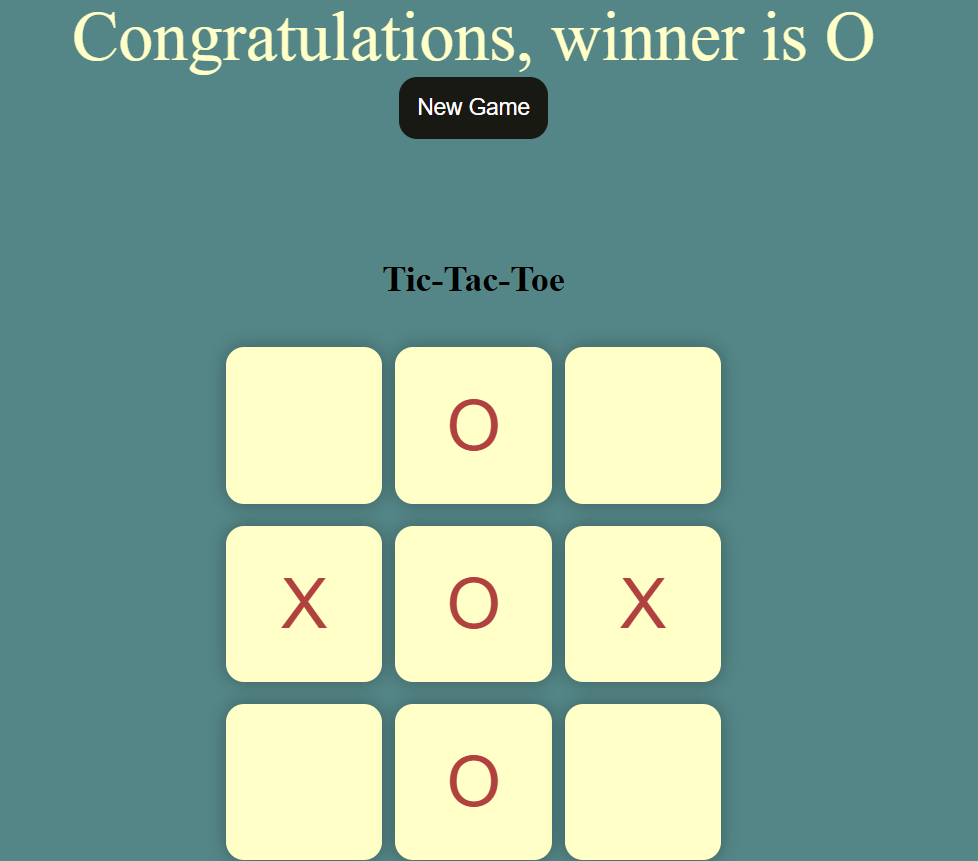 Congratulations, winner is O
New Game
Tic-Tac-Toe
O
X O X
O